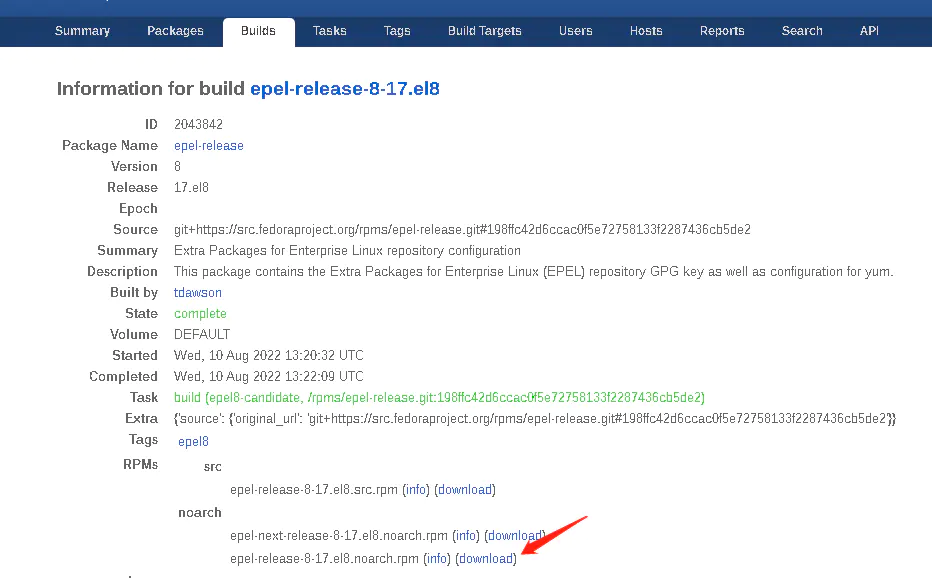 Summary Packages Builds Tasks Tags Build Targets Users Hosts Reports Search API
Information for build epel-release-8-17.el8
ID 2043842
Package Name epel-release
Version 8
Release 17.el8
Epoch
Source git+https://src.fedoraproject.org/rpms/epel-release.git#198ffc42d6ccac0f5e72758133f2287436cb5de2
Summary Extra Packages for Enterprise Linux repository configuration
Description This package contains the Extra Packages for Enterprise Linux (EPEL) repository GPG key as well as configuration for yum.
Built by tdawson
State complete
Volume DEFAULT
Started Wed, 10 Aug 2022 13:20:32 UTC
Completed Wed, 10 Aug 2022 13:22:09 UTC
Task build (epel8-candidate, /rpms/epel-release.git:198ffc42d6ccac0f5e72758133f2287436cb5de2)
Extra {'source': {'original_url': 'git+https://src.fedoraproject.org/rpms/epel-release.git#198ffc42d6ccac0f5e72758133f2287436cb5de2'}}
Tags epel8
RPMs src
epel-release-8-17.el8.src.rpm (info) (download)
noarch
epel-next-release-8-17.el8.noarch.rpm (info) (download)
epel-release-8-17.el8.noarch.rpm (info) (download)